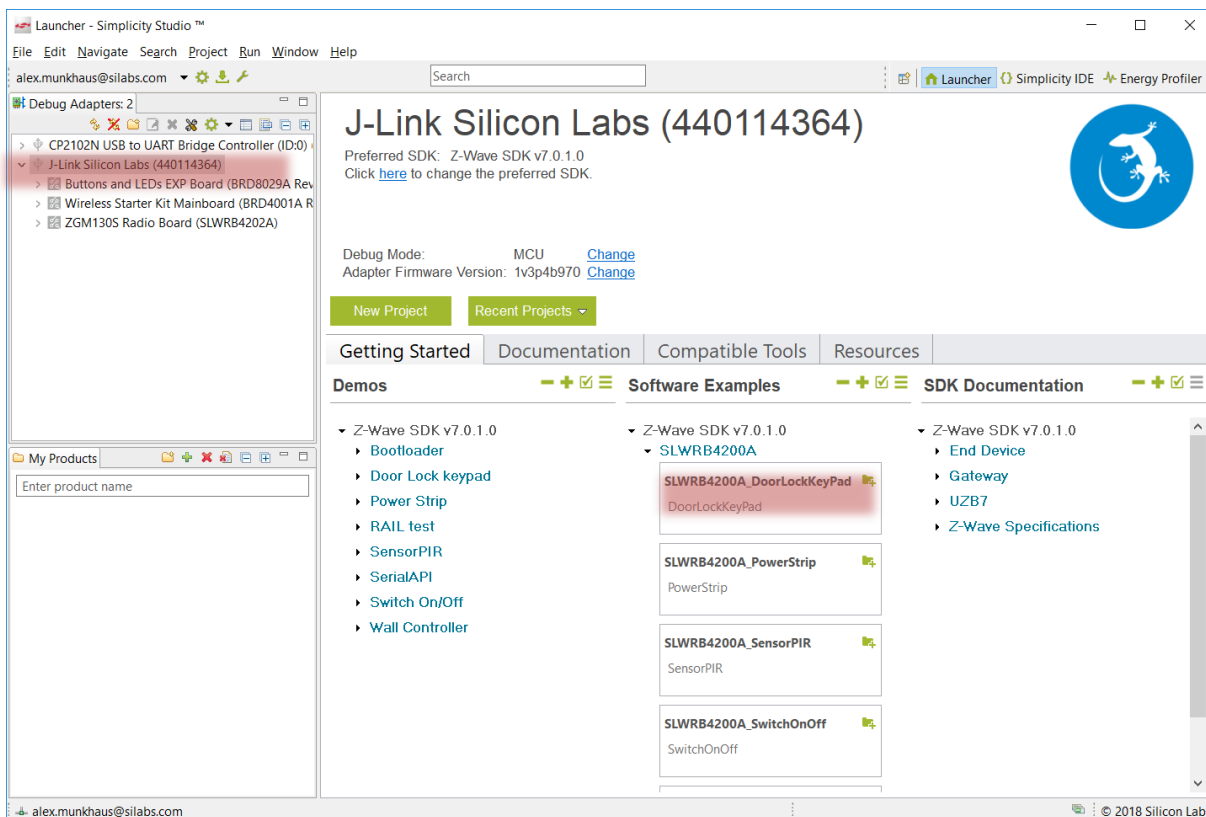 Launcher - Simplicity Studio ™
File Edit Navigate Search Project Run Window Help
alex.munkhaus@silabs.com
Search
Launcher
Simplicity IDE
Energy Profiler
Debug Adapters: 2
CP2102N USB to UART Bridge Controller (ID:0)
J-Link Silicon Labs (440114364)
Buttons and LEDs EXP Board (BRD8029A Rev
Wireless Starter Kit Mainboard (BRD4001A R
ZGM130S Radio Board (SLWRB4202A)
My Products
Enter product name
J-Link Silicon Labs (440114364)
Preferred SDK: Z-Wave SDK v7.0.1.0
Click here to change the preferred SDK.
Debug Mode: MCU Change
Adapter Firmware Version: 1v3p4b970 Change
New Project
Recent Projects
Getting Started
Documentation
Compatible Tools
Resources
Demos
Z-Wave SDK v7.0.1.0
Bootloader
Door Lock keypad
Power Strip
RAIL test
SensorPIR
SerialAPI
Switch On/Off
Wall Controller
Software Examples
Z-Wave SDK v7.0.1.0
SLWRB4200A
SLWRB4200A_DoorLockKeyPad
DoorLockKeyPad
SLWRB4200A_PowerStrip
PowerStrip
SLWRB4200A_SensorPIR
SensorPIR
SLWRB4200A_SwitchOnOff
SwitchOnOff
SDK Documentation
Z-Wave SDK v7.0.1.0
End Device
Gateway
UZB7
Z-Wave Specifications
alex.munkhaus@silabs.com
© 2018 Silicon Lab